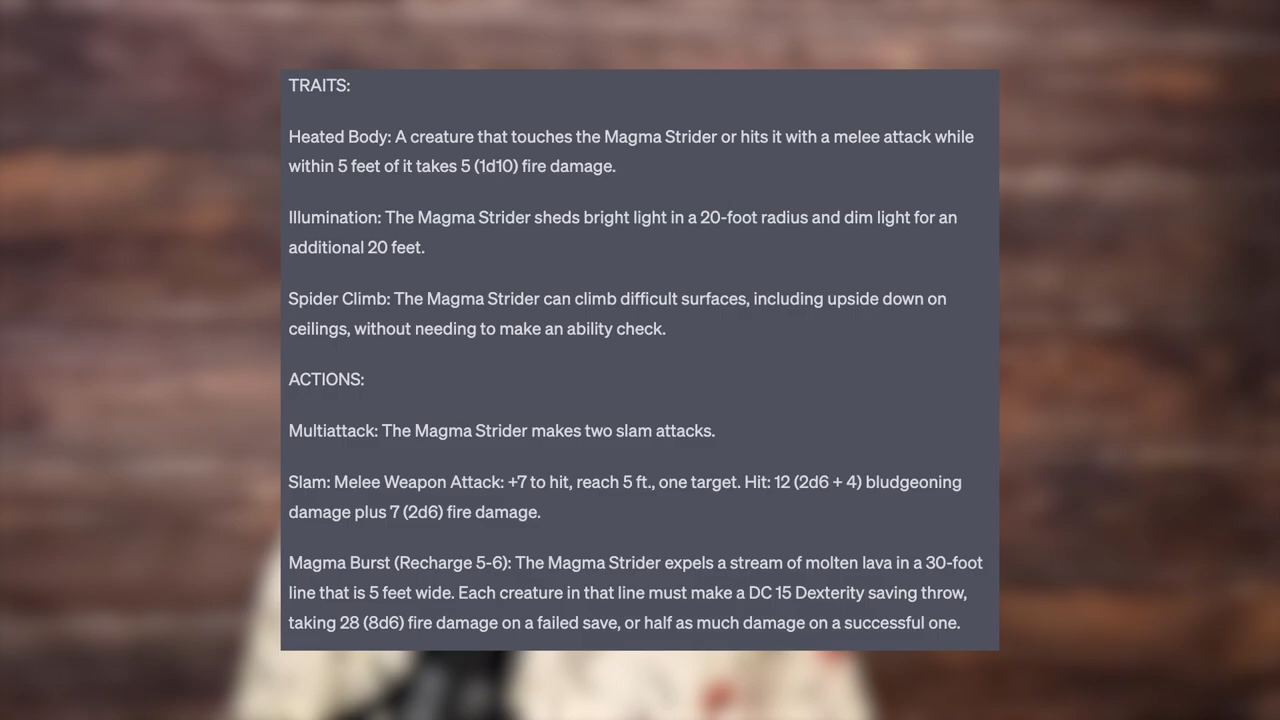 TRAITS:
Heated Body: A creature that touches the Magma Strider or hits it with a melee attack while
within 5 feet of it takes 5 (1d10) fire damage.
Illumination: The Magma Strider sheds bright light in a 20-foot radius and dim light for an
additional 20 feet.
Spider Climb: The Magma Strider can climb difficult surfaces, including upside down on
ceilings, without needing to make an ability check.
ACTIONS:
Multiattack: The Magma Strider makes two slam attacks.
Slam: Melee Weapon Attack: +7 to hit, reach 5 ft., one target. Hit: 12 (2d6 + 4) bludgeoning
damage plus 7 (2d6) fire damage.
Magma Burst (Recharge 5-6): The Magma Strider expels a stream of molten lava in a 30-foot
line that is 5 feet wide. Each creature in that line must make a DC 15 Dexterity saving throw,
taking 28 (8d6) fire damage on a failed save, or half as much damage on a successful one.